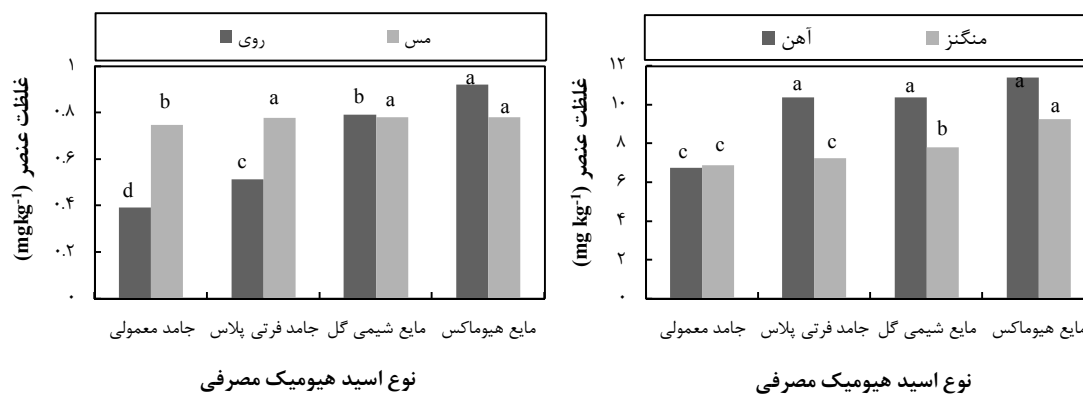 روی مس
غلظت عنصر (mgkg⁻¹)
۱
۰.۸
۰.۶
۰.۴
۰.۲
۰
d b c a b a a a
جامد معمولی جامد فرتی پلاس مایع شیمی گل مایع هیوماکس
نوع اسید هیومیک مصرفی
آهن منگنز
غلظت عنصر (mg kg⁻¹)
۱۲
۱۰
۸
۶
۴
۲
۰
c c a c a b a a
جامد معمولی جامد فرتی پلاس مایع شیمی گل مایع هیوماکس
نوع اسید هیومیک مصرفی